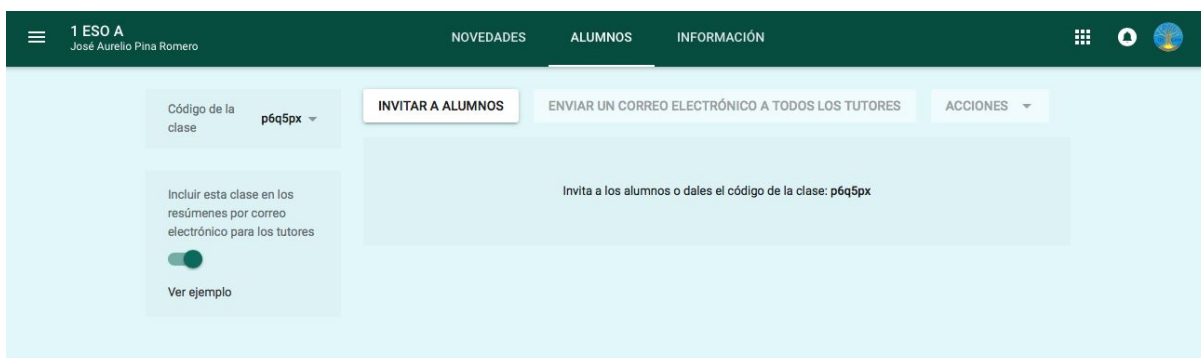 1 ESO A
José Aurelio Pina Romero
NOVEDADES
ALUMNOS
INFORMACIÓN
Código de la
clase
p6q5px
INVITAR A ALUMNOS
ENVIAR UN CORREO ELECTRÓNICO A TODOS LOS TUTORES
ACCIONES
Invita a los alumnos o dales el código de la clase: p6q5px
Incluir esta clase en los
resúmenes por correo
electrónico para los tutores
Ver ejemplo